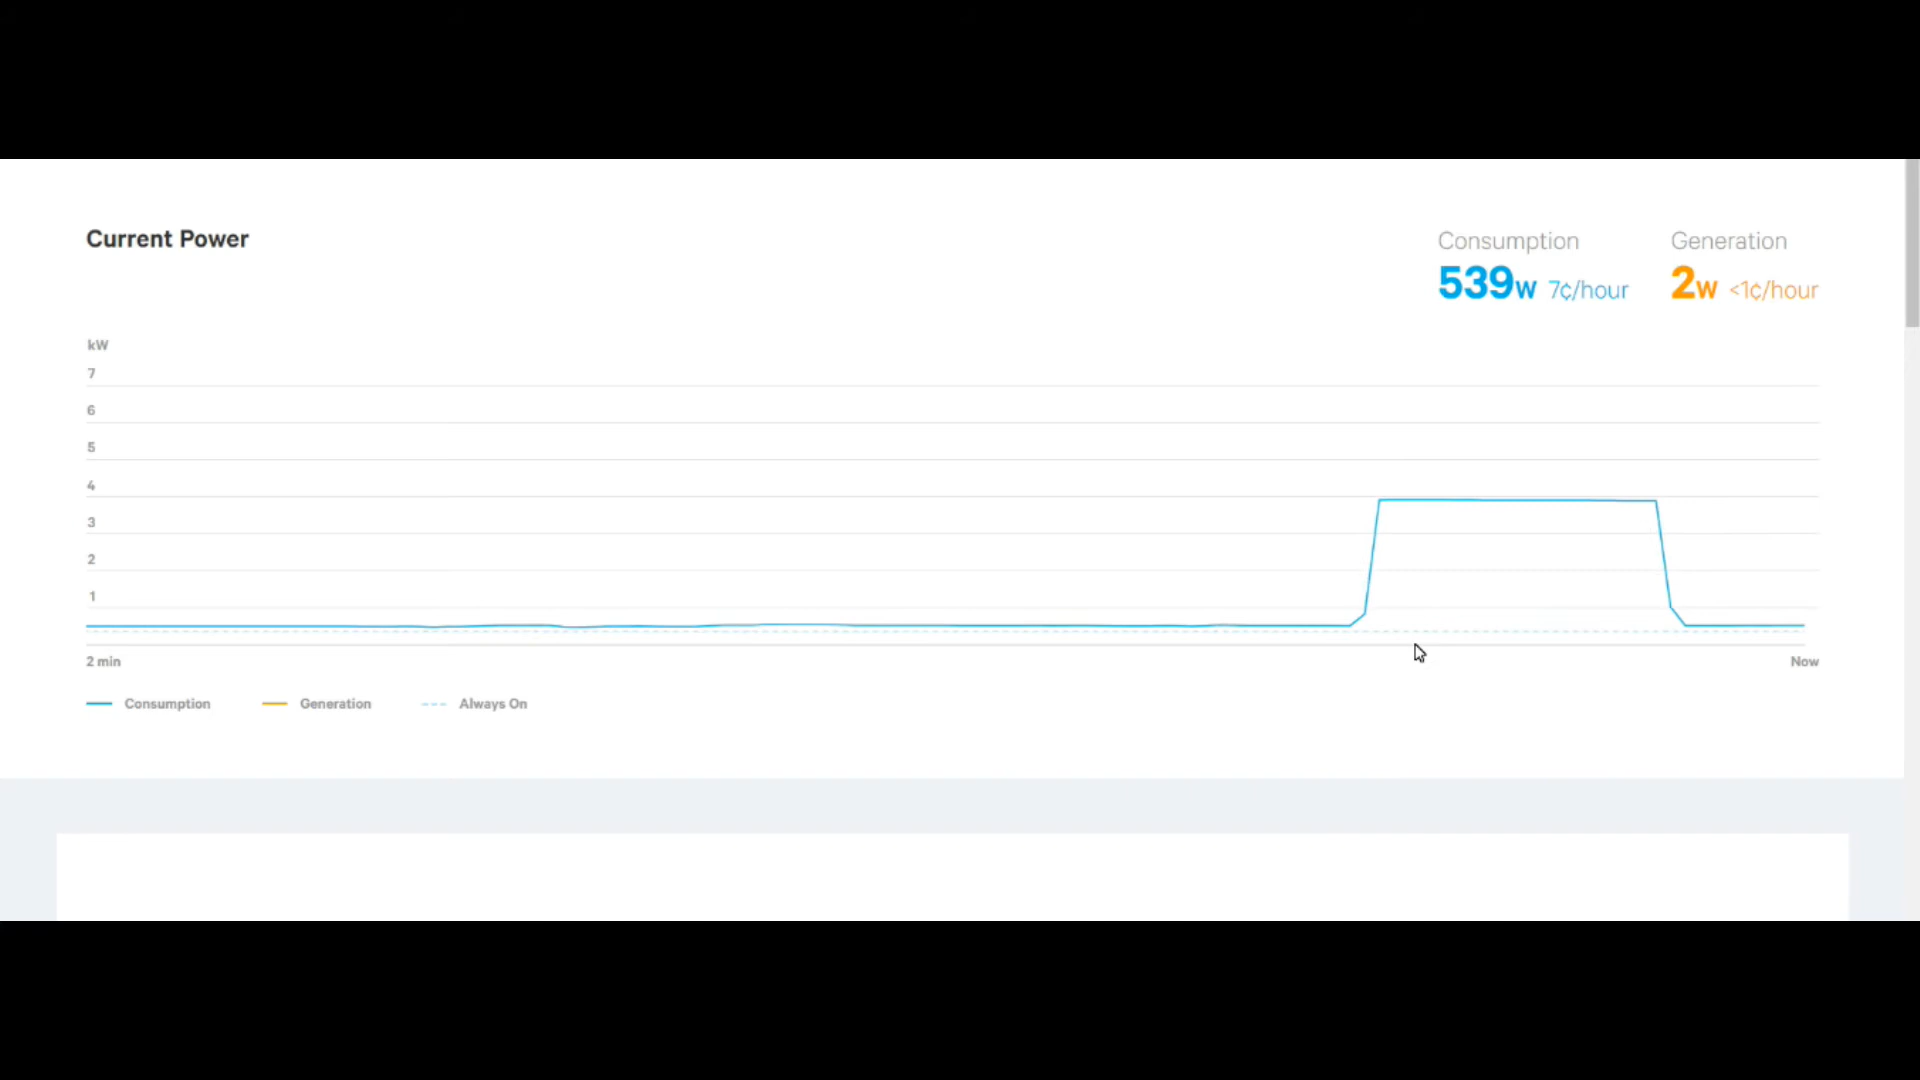 Current Power
Consumption Generation
539w 7¢/hour 2w <1¢/hour
kW
7
6
5
4
3
2
1
2 min Now
Consumption Generation Always On